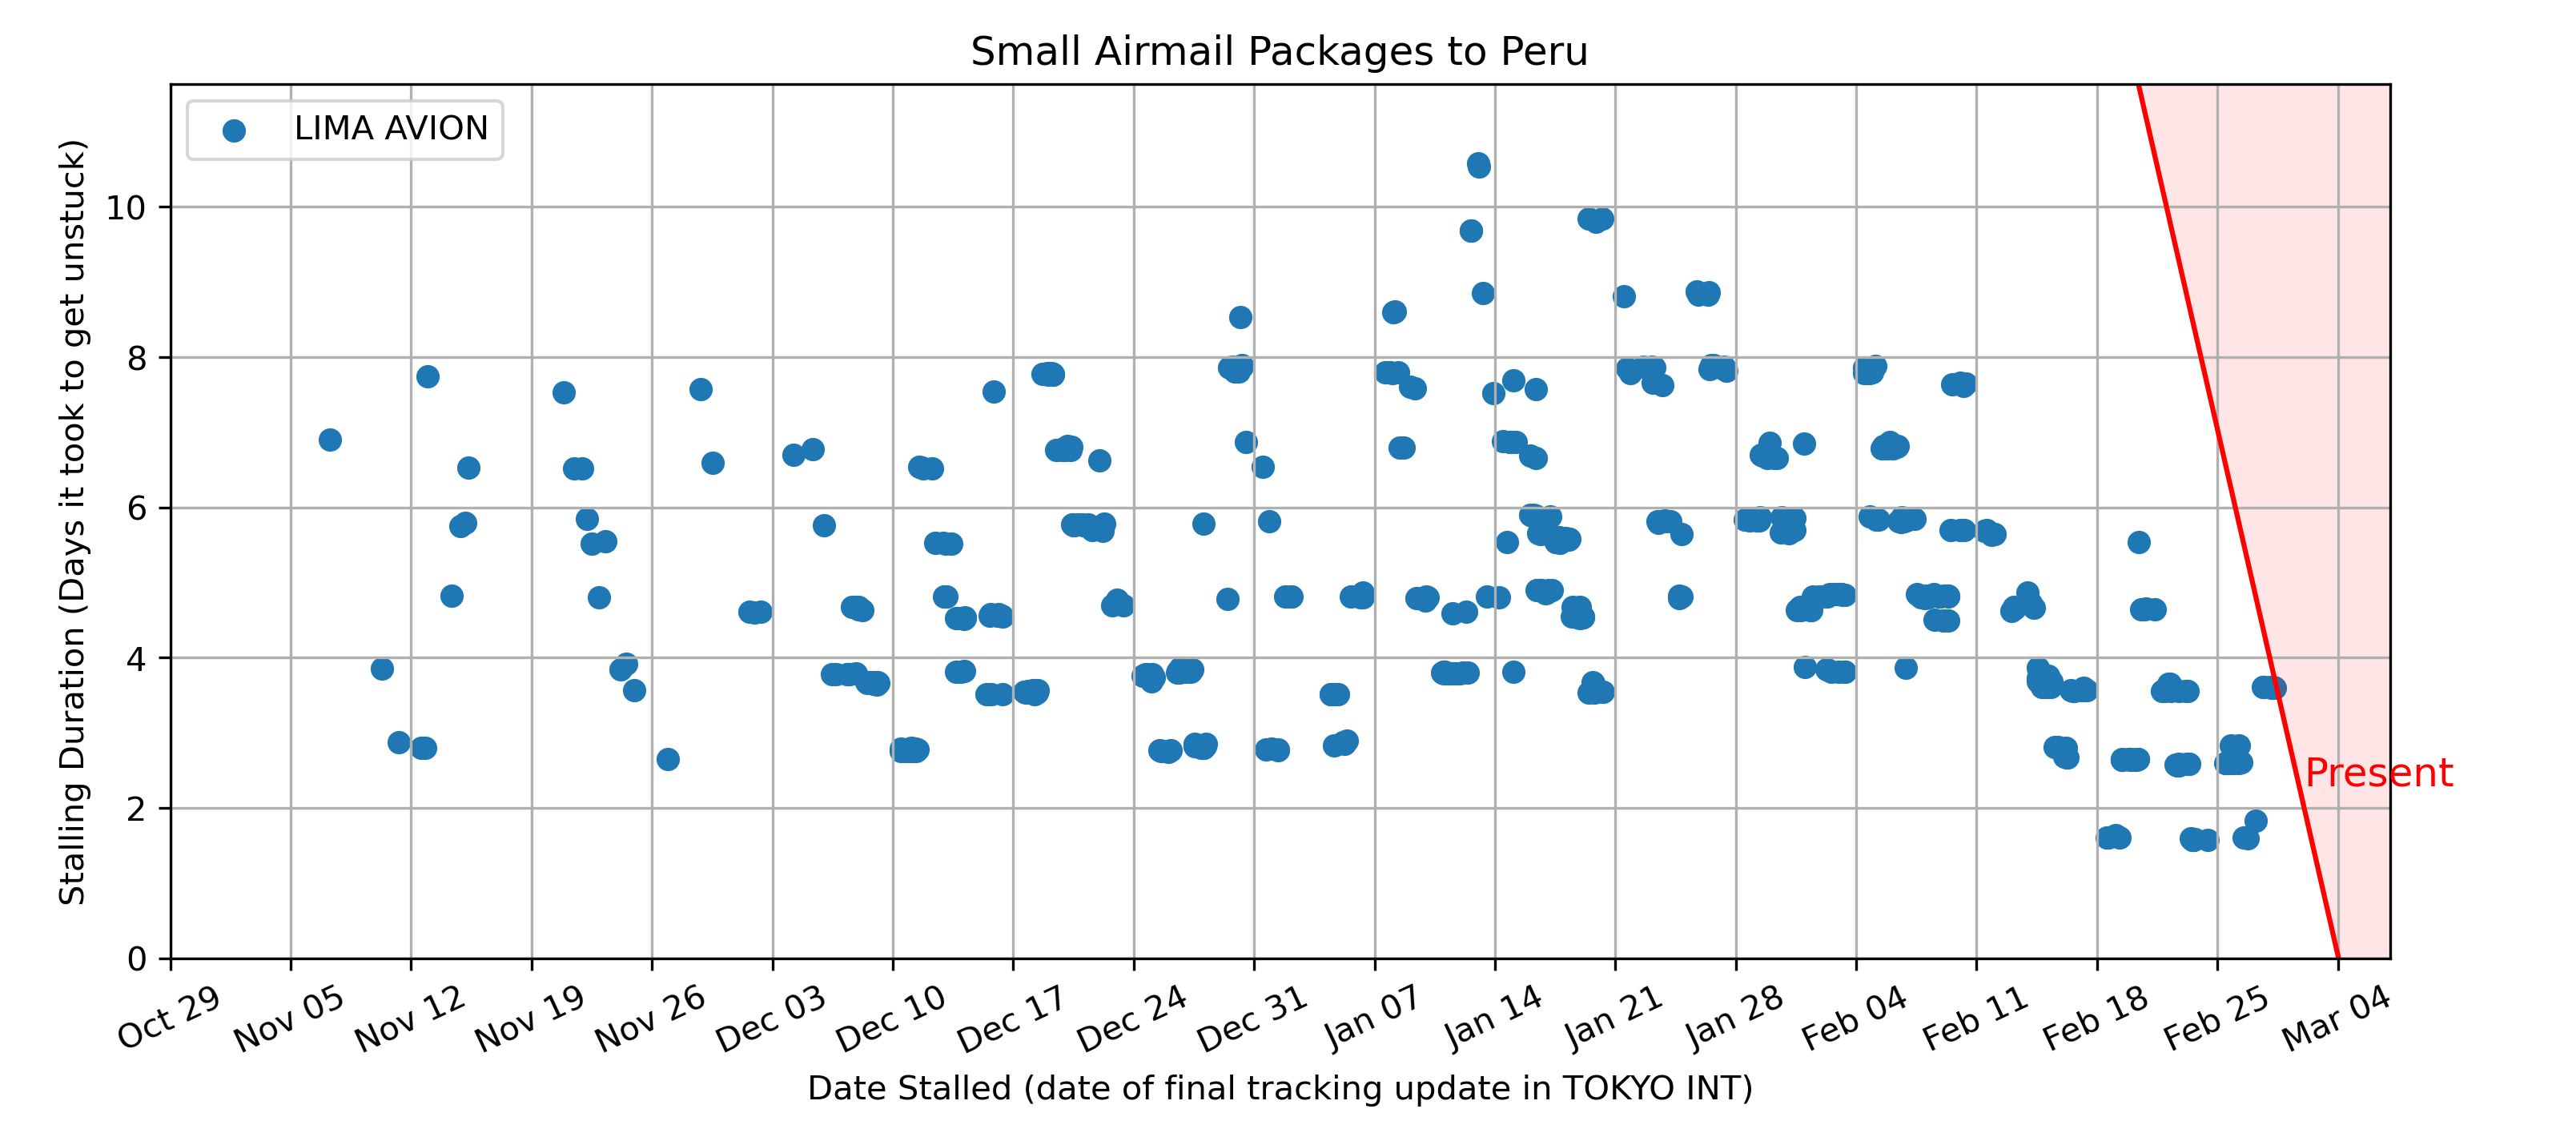 Small Airmail Packages to Peru
LIMA AVION
Stalling Duration (Days it took to get unstuck)
10
8
6
4
2
0
Present
Oct 29
Nov 05
Nov 12
Nov 19
Nov 26
Dec 03
Dec 10
Dec 17
Dec 24
Dec 31
Jan 07
Jan 14
Jan 21
Jan 28
Feb 04
Feb 11
Feb 18
Feb 25
Mar 04
Date Stalled (date of final tracking update in TOKYO INT)